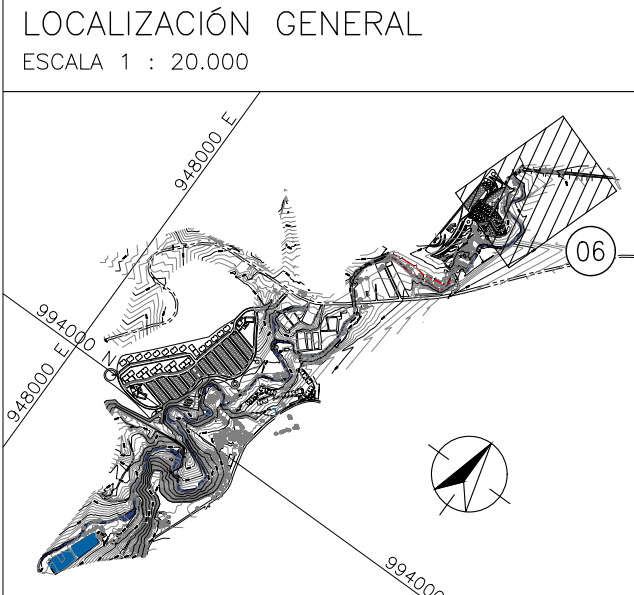 LOCALIZACIÓN GENERAL
ESCALA 1 : 20.000
948000 E
06
994000 N
948000 E
994000